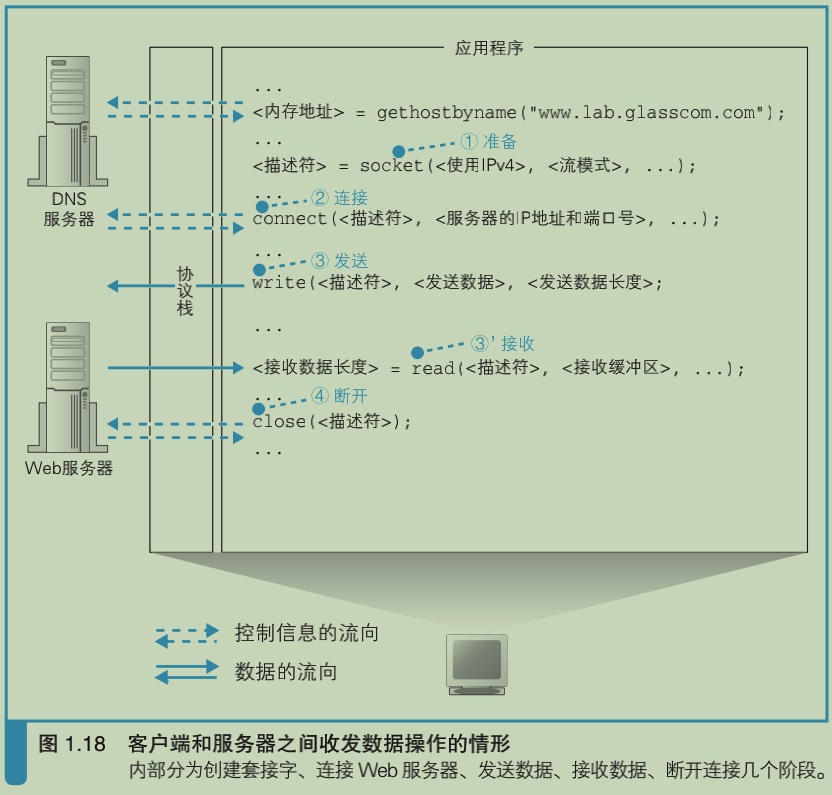 应用程序
...
<内存地址> = gethostbyname("www.lab.glasscom.com");
...
① 准备
<描述符> = socket(<使用IPv4>, <流模式>, ...);
...
② 连接
connect(<描述符>, <服务器的IP地址和端口号>, ...);
...
③ 发送
write(<描述符>, <发送数据>, <发送数据长度>;
...
③' 接收
<接收数据长度> = read(<描述符>, <接收缓冲区>, ...);
...
④ 断开
close(<描述符>);
...
DNS
服务器
协议栈
Web服务器
控制信息的流向
数据的流向
图 1.18 客户端和服务器之间收发数据操作的情形
内部分为创建套接字、连接 Web 服务器、发送数据、接收数据、断开连接几个阶段。